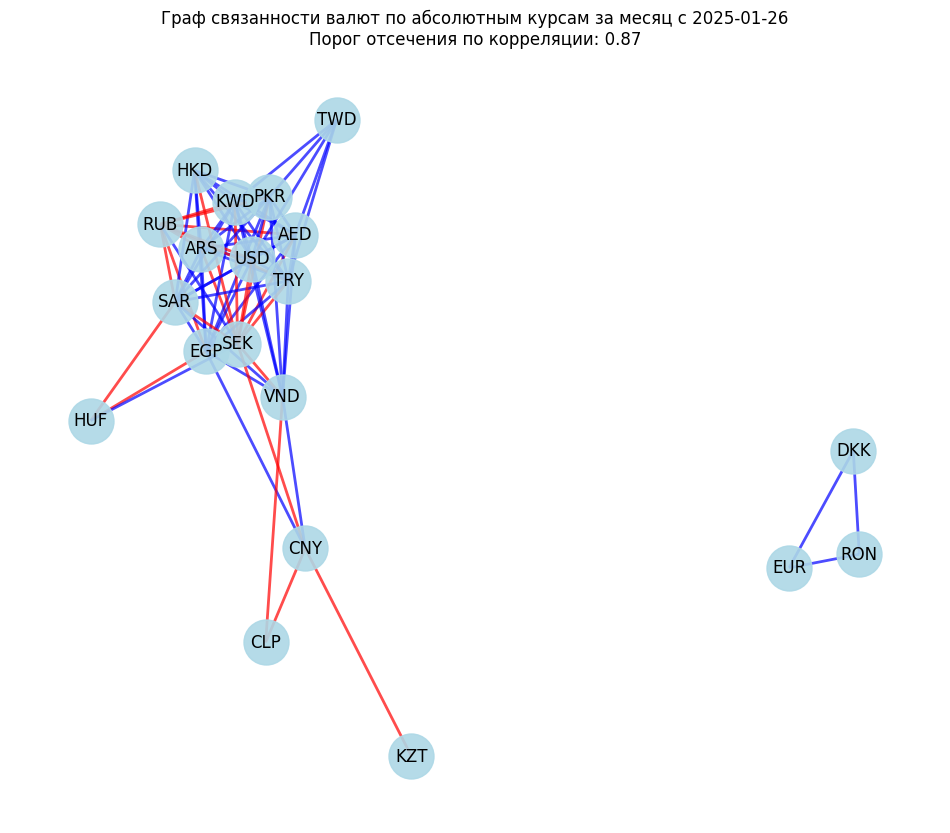 Граф связанности валют по абсолютным курсам за месяц с 2025-01-26
Порог отсечения по корреляции: 0.87
TWD
HKD
KWD
PKR
RUB
ARS
AED
USD
TRY
SAR
EGP
SEK
VND
HUF
DKK
CNY
EUR
RON
CLP
KZT